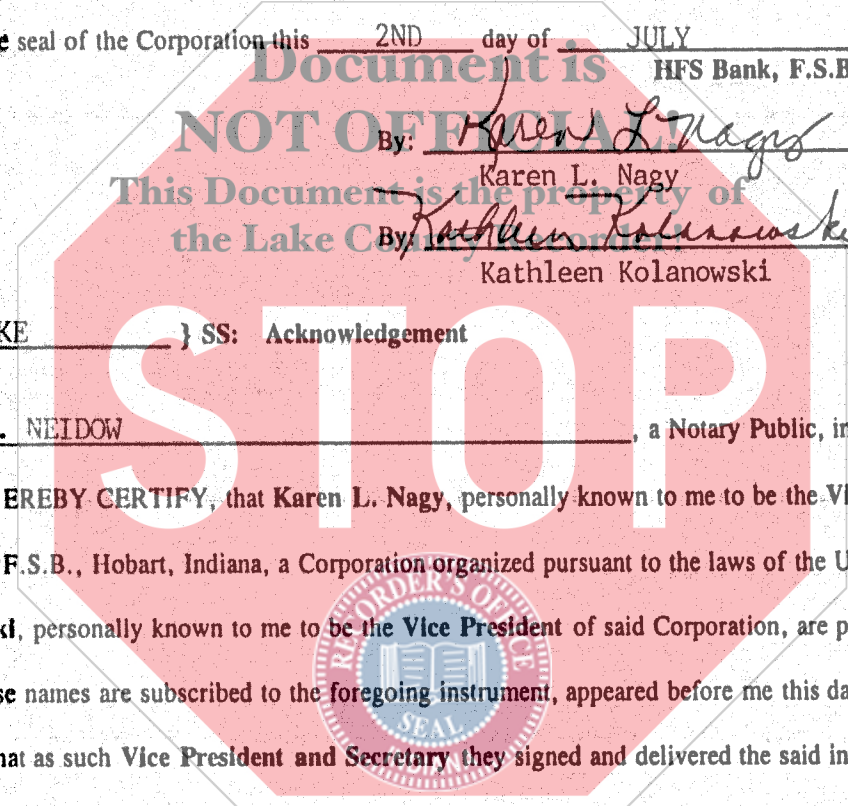 e seal of the Corporation this 2ND day of JULY
HFS Bank, F.S.B
Document is
NOT OFFICIAL!
This Document is the property of
the Lake County Recorder!
By: Karen L Nagy
Karen L. Nagy
By: Kathleen Kolanowski
Kathleen Kolanowski
KE } SS: Acknowledgement
STOP
. NEIDOW, a Notary Public, in
EREBY CERTIFY, that Karen L. Nagy, personally known to me to be the Vi
F.S.B., Hobart, Indiana, a Corporation organized pursuant to the laws of the U
ki, personally known to me to be the Vice President of said Corporation, are p
se names are subscribed to the foregoing instrument, appeared before me this da
hat as such Vice President and Secretary they signed and delivered the said in
RECORDER'S OFFICE
SEAL